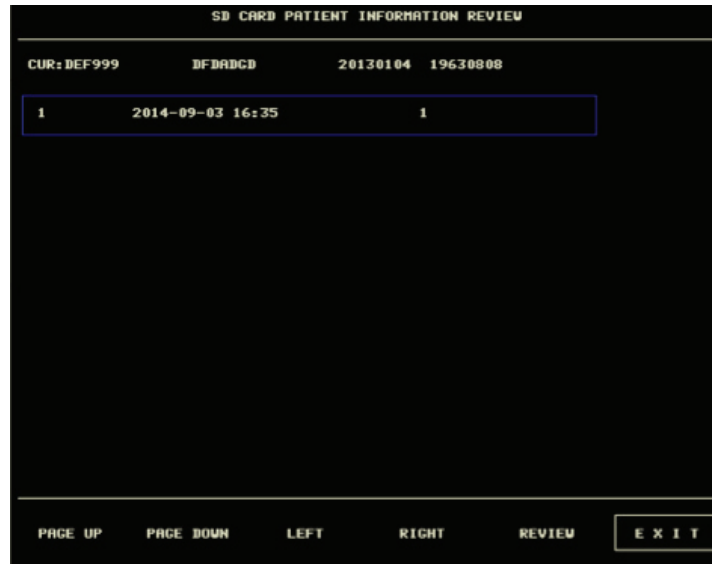 SD CARD PATIENT INFORMATION REVIEW
CUR:DEF999 DFDADGD 20130104 19630808
1 2014-09-03 16:35 1
PAGE UP PAGE DOWN LEFT RIGHT REVIEW E X I T